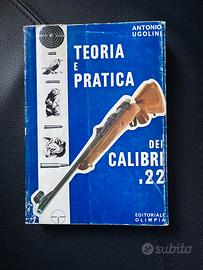 ANTONIO
UGOLINI
TEORIA
E
PRATICA
DEI
CALIBRI
.22
EDITORIALE
OLIMPIA
subito